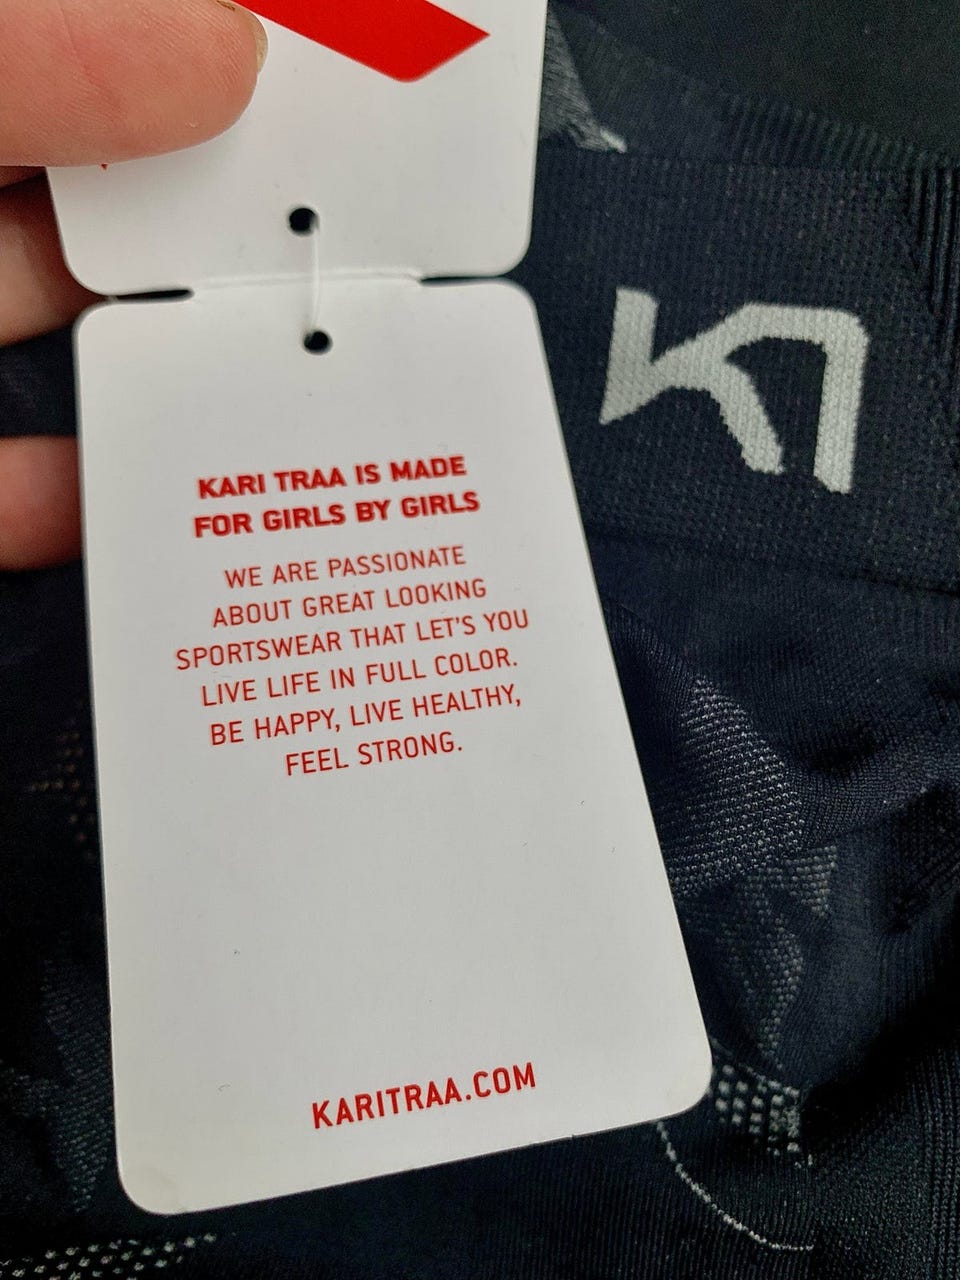 KARI TRAA IS MADE
FOR GIRLS BY GIRLS
WE ARE PASSIONATE
ABOUT GREAT LOOKING
SPORTSWEAR THAT LET'S YOU
LIVE LIFE IN FULL COLOR.
BE HAPPY, LIVE HEALTHY,
FEEL STRONG.
KARITRAA.COM